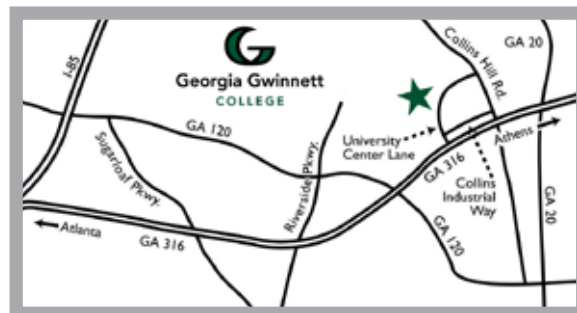 Georgia Gwinnett
COLLEGE
I-85
GA 120
Sugarloaf Pkwy.
Riverside Pkwy.
Atlanta
GA 316
University
Center Lane
Collins
Hill Rd.
GA 20
Athens
GA 316
Collins
Industrial
Way
GA 120
GA 20